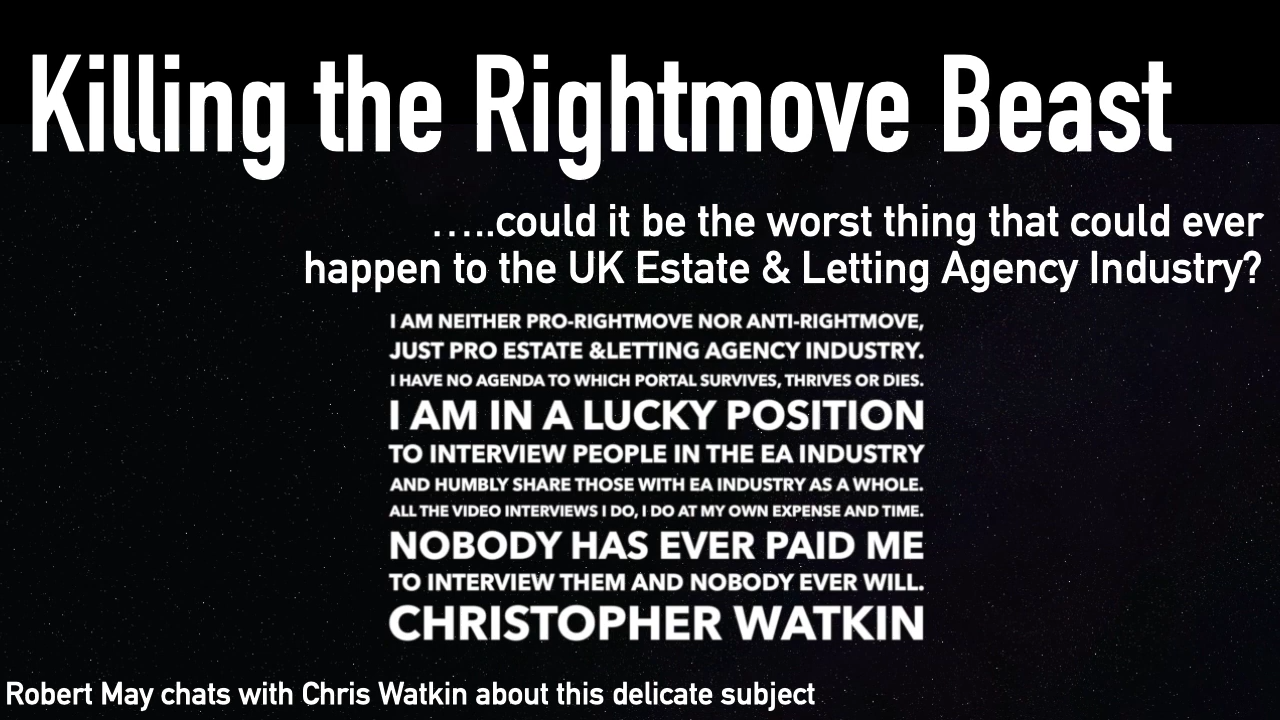 Killing the Rightmove Beast
…..could it be the worst thing that could ever
happen to the UK Estate & Letting Agency Industry?
I AM NEITHER PRO-RIGHTMOVE NOR ANTI-RIGHTMOVE,
JUST PRO ESTATE &LETTING AGENCY INDUSTRY.
I HAVE NO AGENDA TO WHICH PORTAL SURVIVES, THRIVES OR DIES.
I AM IN A LUCKY POSITION
TO INTERVIEW PEOPLE IN THE EA INDUSTRY
AND HUMBLY SHARE THOSE WITH EA INDUSTRY AS A WHOLE.
ALL THE VIDEO INTERVIEWS I DO, I DO AT MY OWN EXPENSE AND TIME.
NOBODY HAS EVER PAID ME
TO INTERVIEW THEM AND NOBODY EVER WILL.
CHRISTOPHER WATKIN
Robert May chats with Chris Watkin about this delicate subject